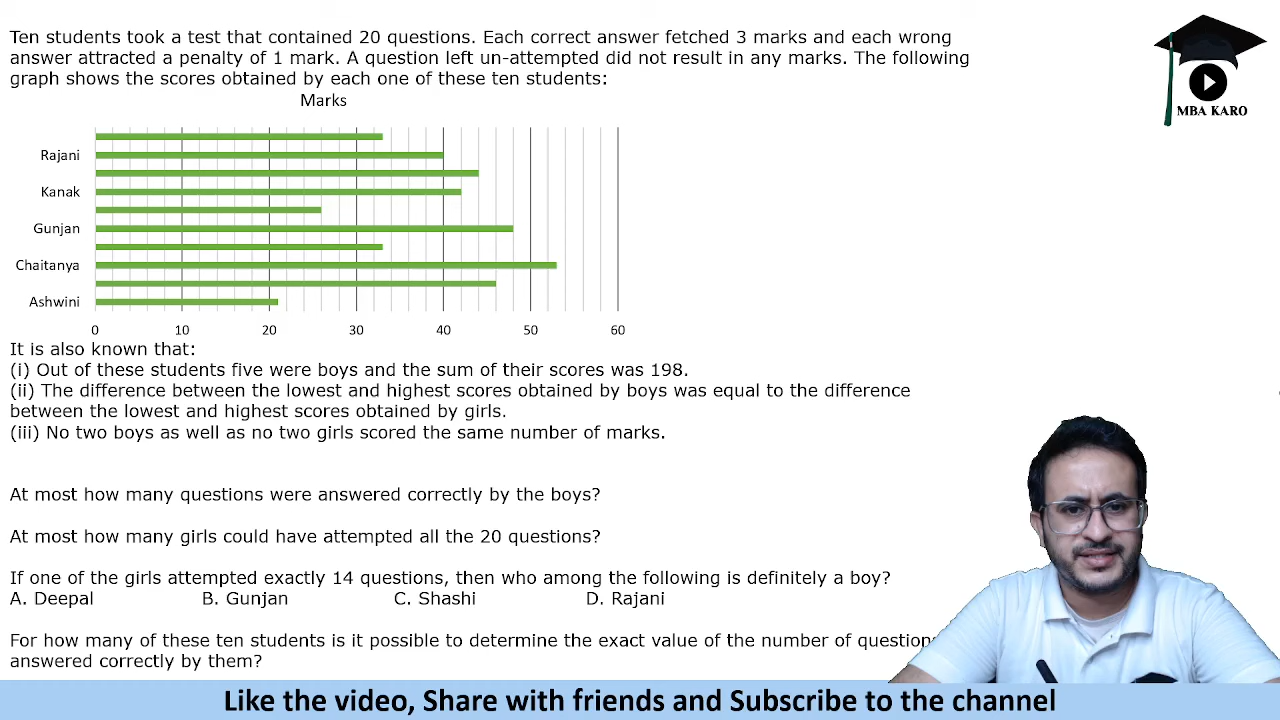 Ten students took a test that contained 20 questions. Each correct answer fetched 3 marks and each wrong
answer attracted a penalty of 1 mark. A question left un-attempted did not result in any marks. The following
graph shows the scores obtained by each one of these ten students:
MBA KARO
Marks
Rajani
Kanak
Gunjan
Chaitanya
Ashwini
0 10 20 30 40 50 60
It is also known that:
(i) Out of these students five were boys and the sum of their scores was 198.
(ii) The difference between the lowest and highest scores obtained by boys was equal to the difference
between the lowest and highest scores obtained by girls.
(iii) No two boys as well as no two girls scored the same number of marks.
At most how many questions were answered correctly by the boys?
At most how many girls could have attempted all the 20 questions?
If one of the girls attempted exactly 14 questions, then who among the following is definitely a boy?
A. Deepal B. Gunjan C. Shashi D. Rajani
For how many of these ten students is it possible to determine the exact value of the number of question
answered correctly by them?
Like the video, Share with friends and Subscribe to the channel